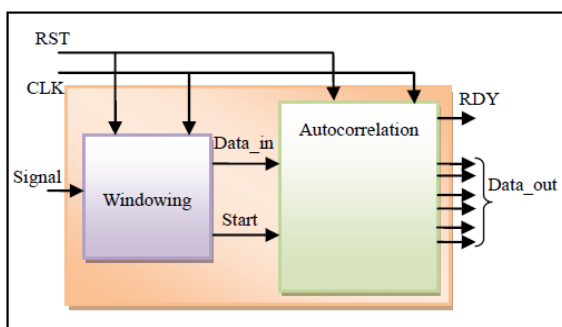 RST
CLK
RDY
Autocorrelation
Data_in
Signal
Windowing
Data_out
Start